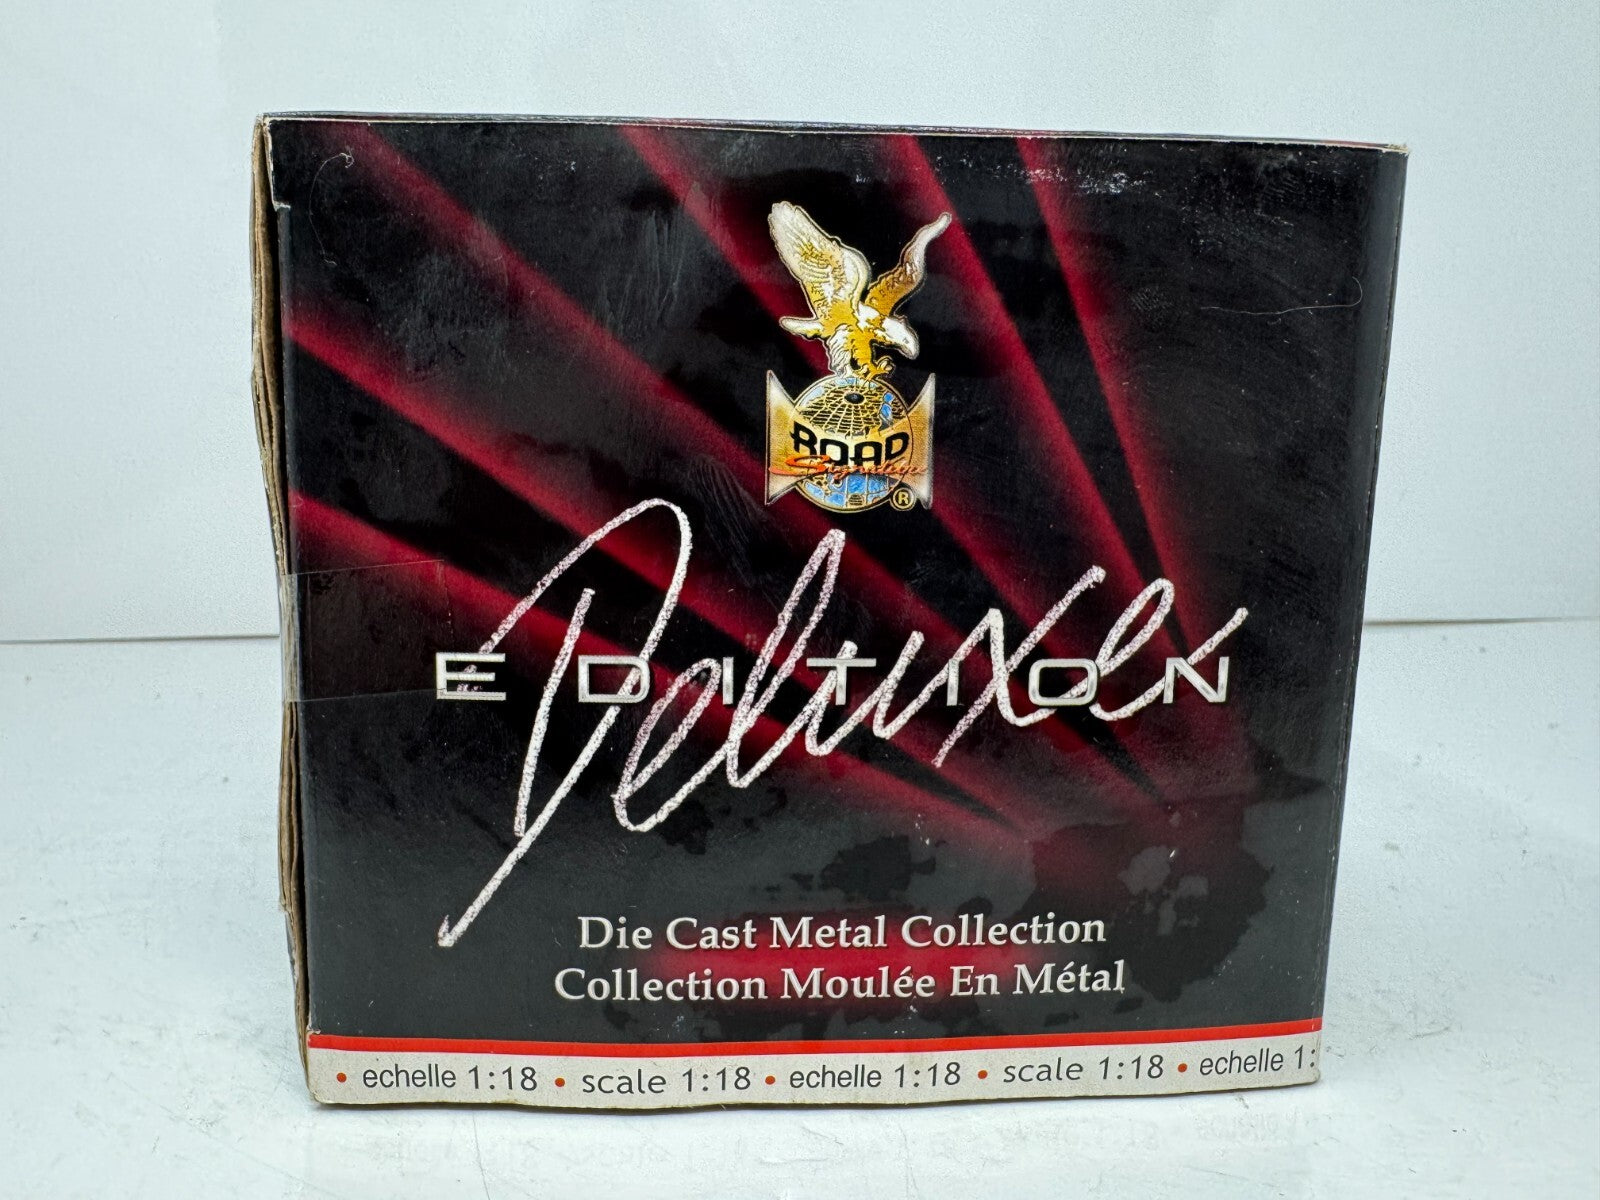 ROAD
Signature
®
Deluxe
EDITION
Die Cast Metal Collection
Collection Moulée En Métal
• echelle 1:18 • scale 1:18 • echelle 1:18 • scale 1:18 • echelle 1: